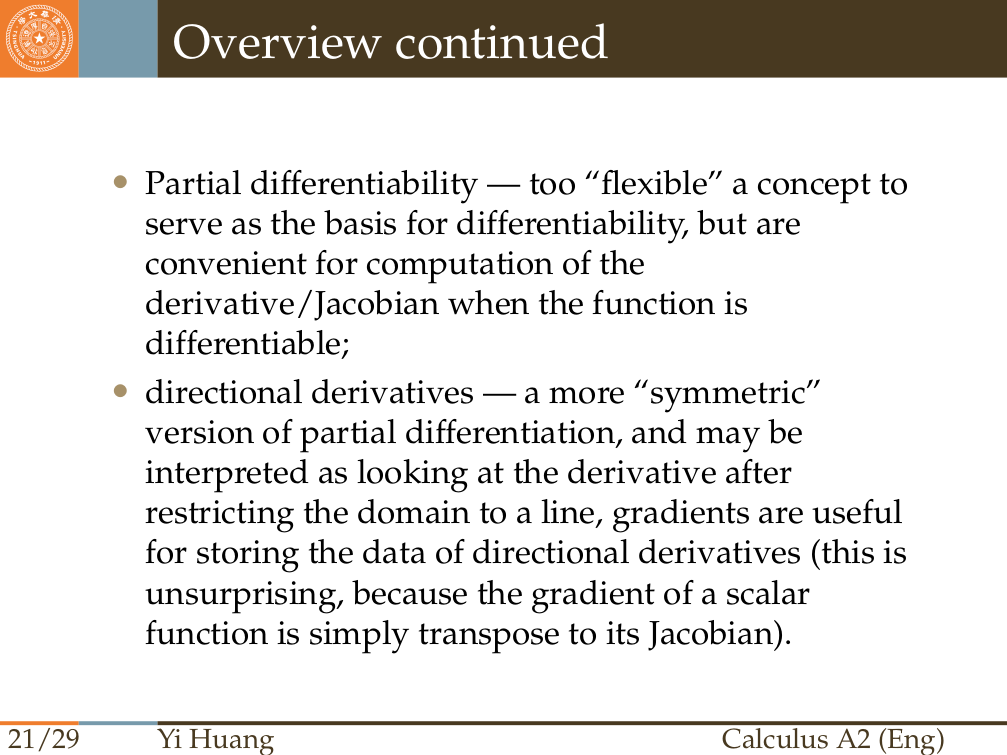 Overview continued
• Partial differentiability — too “flexible” a concept to
serve as the basis for differentiability, but are
convenient for computation of the
derivative/Jacobian when the function is
differentiable;
• directional derivatives — a more “symmetric”
version of partial differentiation, and may be
interpreted as looking at the derivative after
restricting the domain to a line, gradients are useful
for storing the data of directional derivatives (this is
unsurprising, because the gradient of a scalar
function is simply transpose to its Jacobian).
21/29 Yi Huang Calculus A2 (Eng)